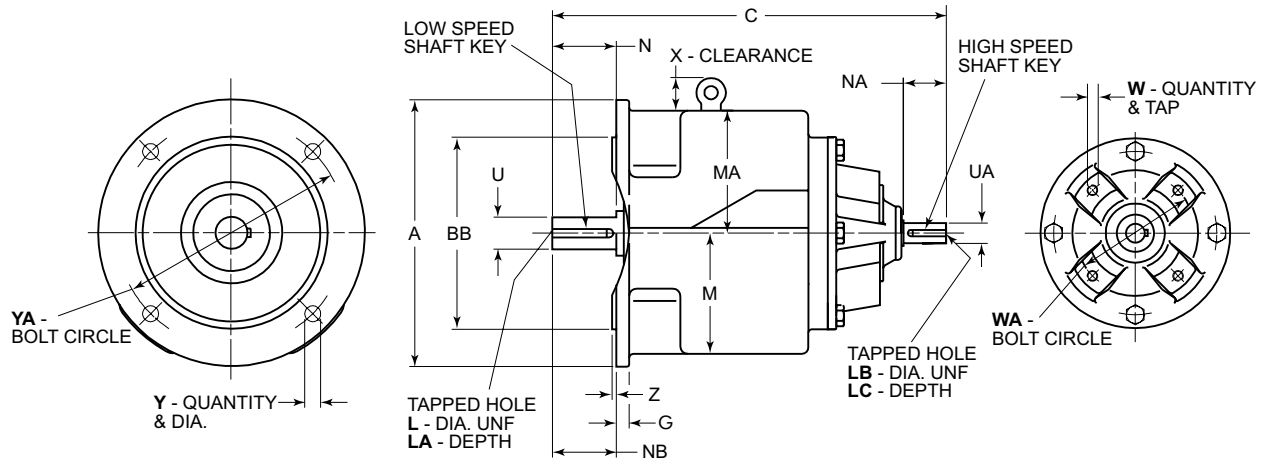 C
LOW SPEED
SHAFT KEY
N
X - CLEARANCE
NA
HIGH SPEED
SHAFT KEY
W - QUANTITY
& TAP
U
MA
UA
A
BB
M
YA -
BOLT CIRCLE
WA -
BOLT CIRCLE
Y - QUANTITY
& DIA.
TAPPED HOLE
L - DIA. UNF
LA - DEPTH
Z
G
NB
TAPPED HOLE
LB - DIA. UNF
LC - DEPTH